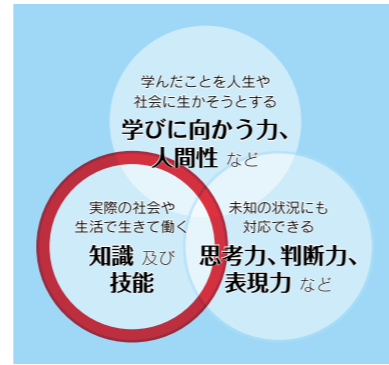 学んだことを人生や
社会に生かそうとする
学びに向かう力、
人間性 など
実際の社会や
生活で生きて働く
知識 及び
技能
未知の状況にも
対応できる
思考力、判断力、
表現力 など